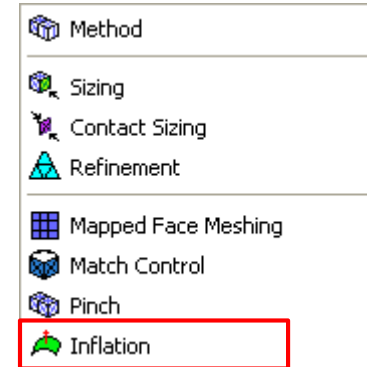 Method
Sizing
Contact Sizing
Refinement
Mapped Face Meshing
Match Control
Pinch
Inflation